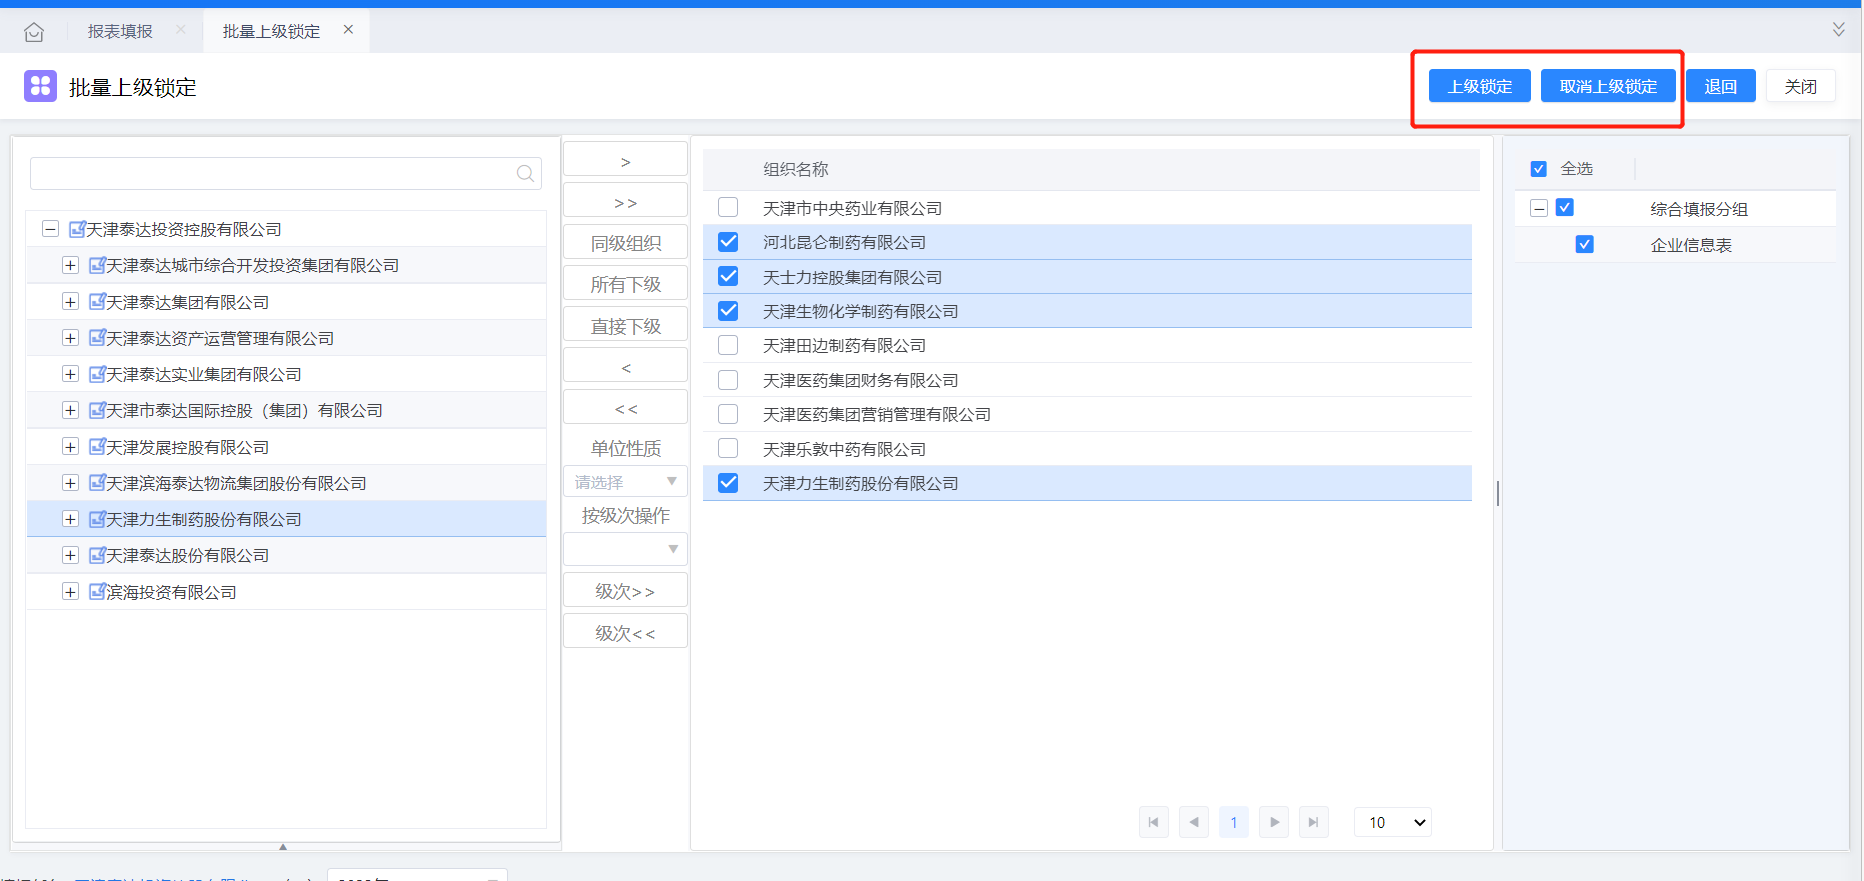 报表填报
批量上级锁定
批量上级锁定
上级锁定
取消上级锁定
退回
关闭
天津泰达投资控股有限公司
天津泰达城市综合开发投资集团有限公司
天津泰达集团有限公司
天津泰达资产运营管理有限公司
天津泰达实业集团有限公司
天津市泰达国际控股（集团）有限公司
天津发展控股有限公司
天津滨海泰达物流集团股份有限公司
天津力生制药股份有限公司
天津泰达股份有限公司
滨海投资有限公司
>
>>
同级组织
所有下级
直接下级
<
<<
单位性质
请选择
按级次操作
级次>>
级次<<
组织名称
天津市中央药业有限公司
河北昆仑制药有限公司
天士力控股集团有限公司
天津生物化学制药有限公司
天津田边制药有限公司
天津医药集团财务有限公司
天津医药集团营销管理有限公司
天津乐敦中药有限公司
天津力生制药股份有限公司
1
10
全选
综合填报分组
企业信息表